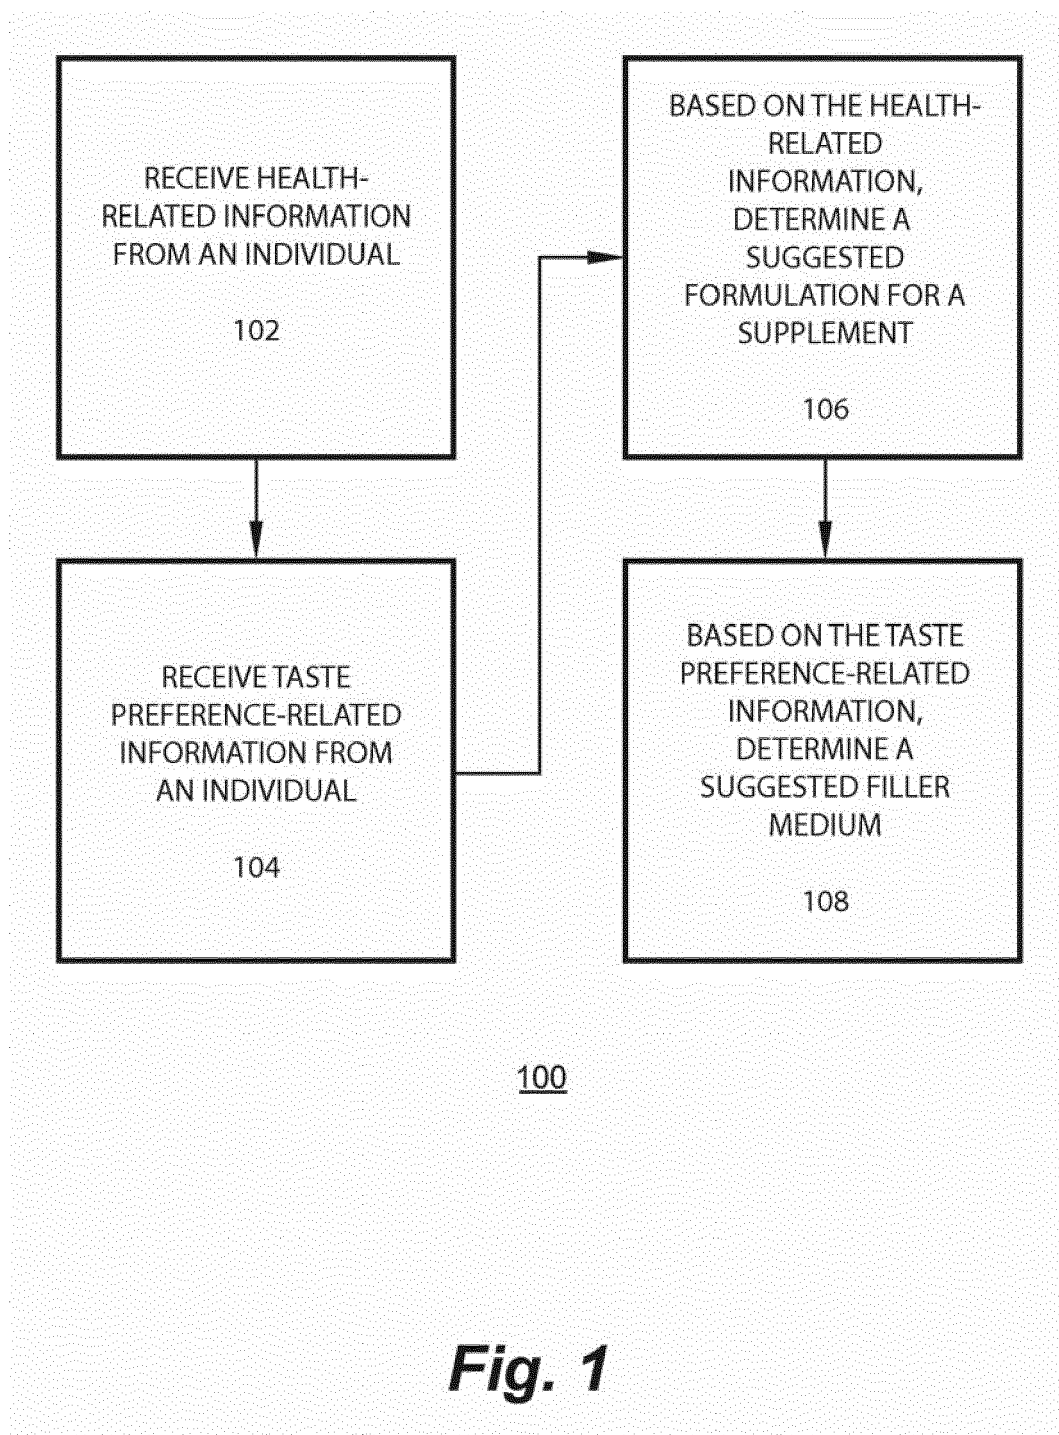 RECEIVE HEALTH-
RELATED INFORMATION
FROM AN INDIVIDUAL
102
RECEIVE TASTE
PREFERENCE-RELATED
INFORMATION FROM
AN INDIVIDUAL
104
BASED ON THE HEALTH-
RELATED
INFORMATION,
DETERMINE A
SUGGESTED
FORMULATION FOR A
SUPPLEMENT
106
BASED ON THE TASTE
PREFERENCE-RELATED
INFORMATION,
DETERMINE A
SUGGESTED FILLER
MEDIUM
108
100
Fig. 1